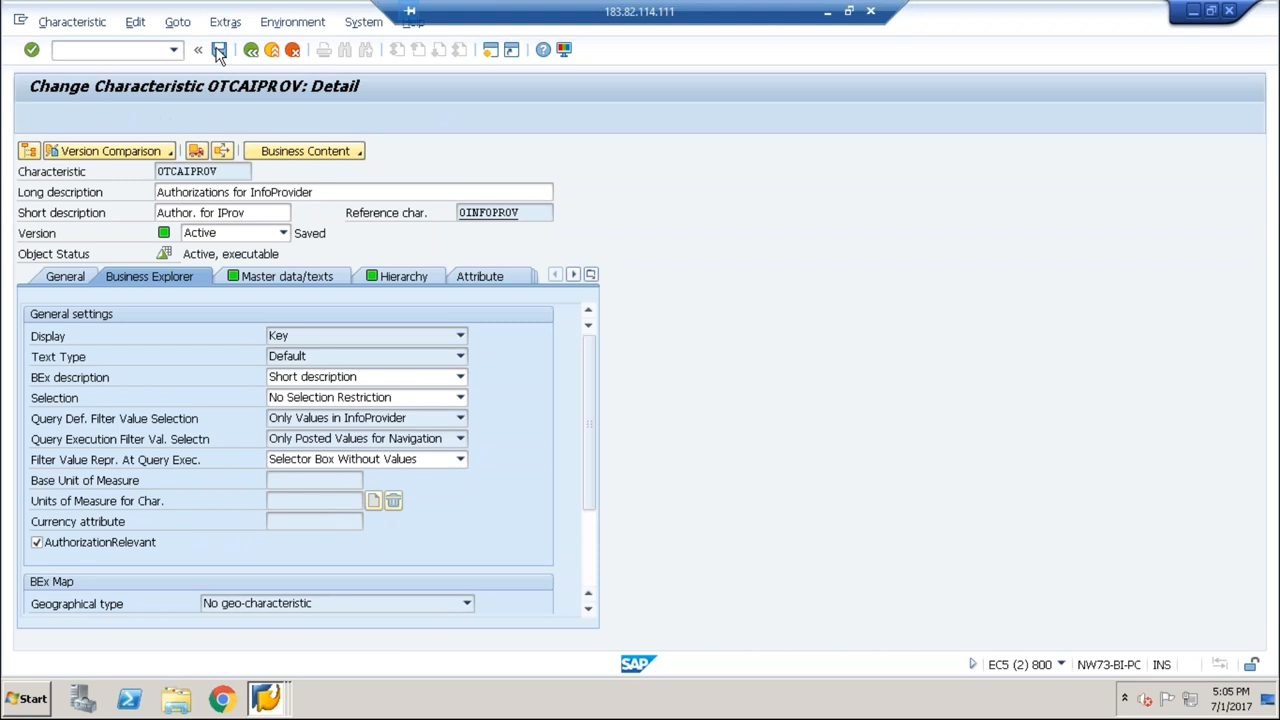 183.82.114.111
Characteristic Edit Goto Extras Environment System Help
Change Characteristic 0TCAIPROV: Detail
Version Comparison Business Content
Characteristic 0TCAIPROV
Long description Authorizations for InfoProvider
Short description Author. for IProv Reference char. 0INFOPROV
Version Active Saved
Object Status Active, executable
General Business Explorer Master data/texts Hierarchy Attribute
General settings
Display Key
Text Type Default
BEx description Short description
Selection No Selection Restriction
Query Def. Filter Value Selection Only Values in InfoProvider
Query Execution Filter Val. Selectn Only Posted Values for Navigation
Filter Value Repr. At Query Exec. Selector Box Without Values
Base Unit of Measure
Units of Measure for Char.
Currency attribute
AuthorizationRelevant
BEx Map
Geographical type No geo-characteristic
SAP EC5 (2) 800 NW73-BI-PC INS
Start 5:05 PM
7/1/2017